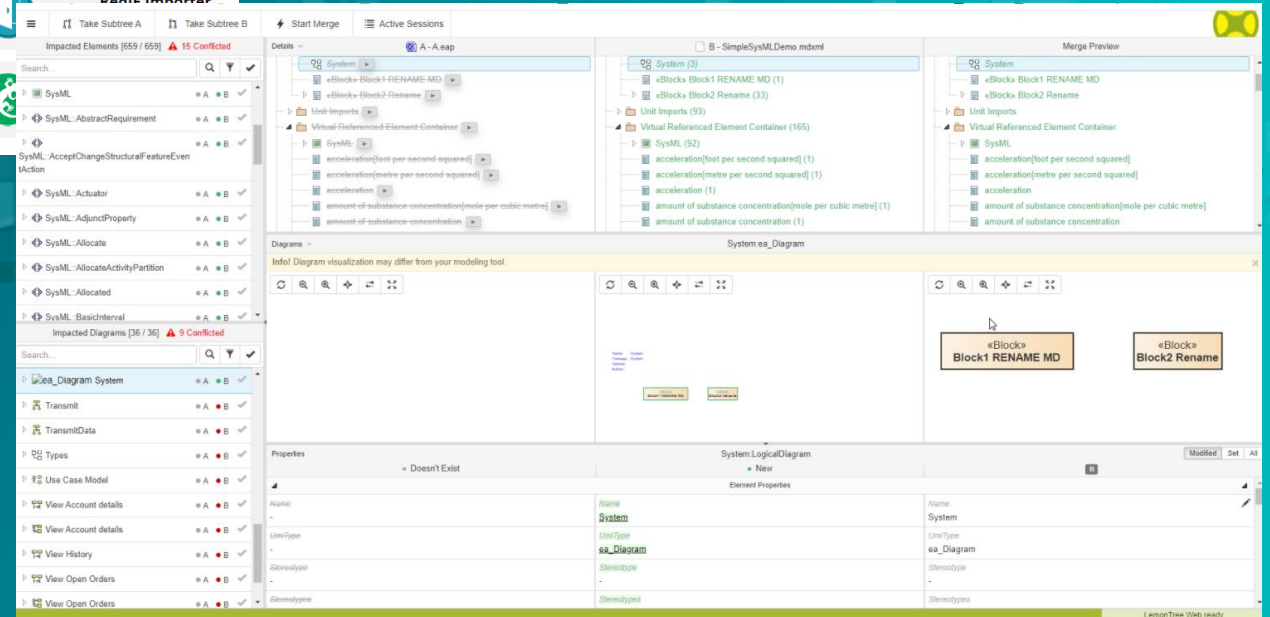 ReqIF Importer
Take Subtree A
Take Subtree B
Start Merge
Active Sessions
Impacted Elements [659 / 659] 15 Conflicted
Search...
SysML A B
SysML::AbstractRequirement A B
SysML::AcceptChangeStructuralFeatureEven
tAction A B
SysML::Actuator A B
SysML::AdjunctProperty A B
SysML::Allocate A B
SysML::AllocateActivityPartition A B
SysML::Allocated A B
SysML::BasicInterval A B
Impacted Diagrams [36 / 36] 9 Conflicted
Search...
ea_Diagram System A B
Transmit A B
TransmitData A B
Types A B
Use Case Model A B
View Account details A B
View Account details A B
View History A B
View Open Orders A B
View Open Orders A B
Details A - A.eap
System
«Block» Block1 RENAME MD
«Block» Block2 Rename
Unit Imports
Virtual Referenced Element Container
SysML
acceleration[foot per second squared]
acceleration[metre per second squared]
acceleration
amount of substance concentration[mole per cubic metre]
amount of substance concentration
B - SimpleSysMLDemo.mdxml
System (3)
«Block» Block1 RENAME MD (1)
«Block» Block2 Rename (33)
Unit Imports (93)
Virtual Referenced Element Container (165)
SysML (92)
acceleration[foot per second squared] (1)
acceleration[metre per second squared] (1)
acceleration (1)
amount of substance concentration[mole per cubic metre] (1)
amount of substance concentration (1)
Merge Preview
System
«Block» Block1 RENAME MD
«Block» Block2 Rename
Unit Imports
Virtual Referenced Element Container
SysML
acceleration[foot per second squared]
acceleration[metre per second squared]
acceleration
amount of substance concentration[mole per cubic metre]
amount of substance concentration
Diagrams System:ea_Diagram
Info! Diagram visualization may differ from your modeling tool.
Block1 RENAME MD
Block2 Rename
«Block»
Block1 RENAME MD
«Block»
Block2 Rename
Properties System:LogicalDiagram Modified Set All
Doesn't Exist New B
Element Properties
Name Name Name
- System System
UmlType UmlType UmlType
- ea_Diagram ea_Diagram
Stereotype Stereotype Stereotype
- - -
Stereotypes Stereotypes Stereotypes
LemonTree.Web ready.